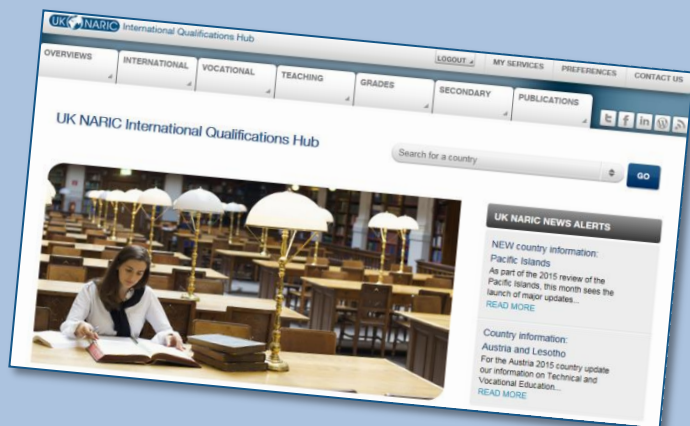 UK NARIC International Qualifications Hub
LOGOUT MY SERVICES PREFERENCES CONTACT US
OVERVIEWS INTERNATIONAL VOCATIONAL TEACHING GRADES SECONDARY PUBLICATIONS
UK NARIC International Qualifications Hub
Search for a country GO
UK NARIC NEWS ALERTS
NEW country information:
Pacific Islands
As part of the 2015 review of the
Pacific Islands, this month sees the
launch of major updates...
READ MORE
Country information:
Austria and Lesotho
For the Austria 2015 country update
our information on Technical and
Vocational Education...
READ MORE